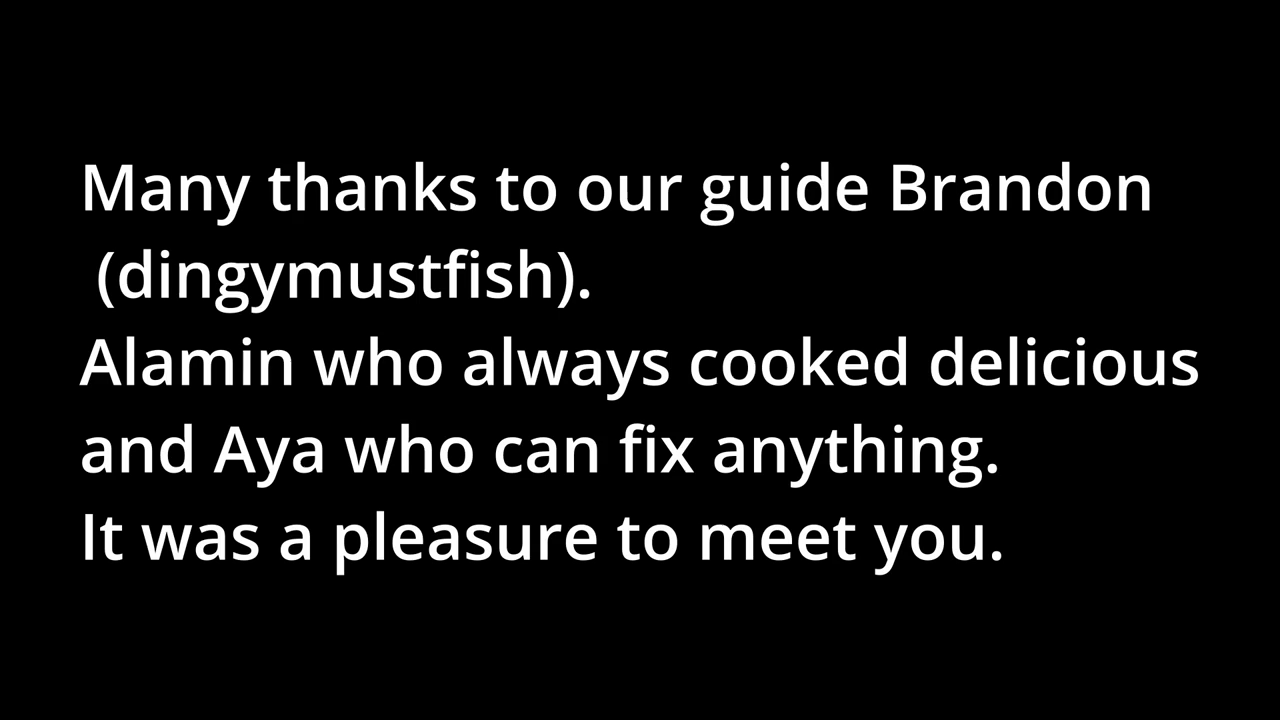 Many thanks to our guide Brandon
(dingymustfish).
Alamin who always cooked delicious
and Aya who can fix anything.
It was a pleasure to meet you.